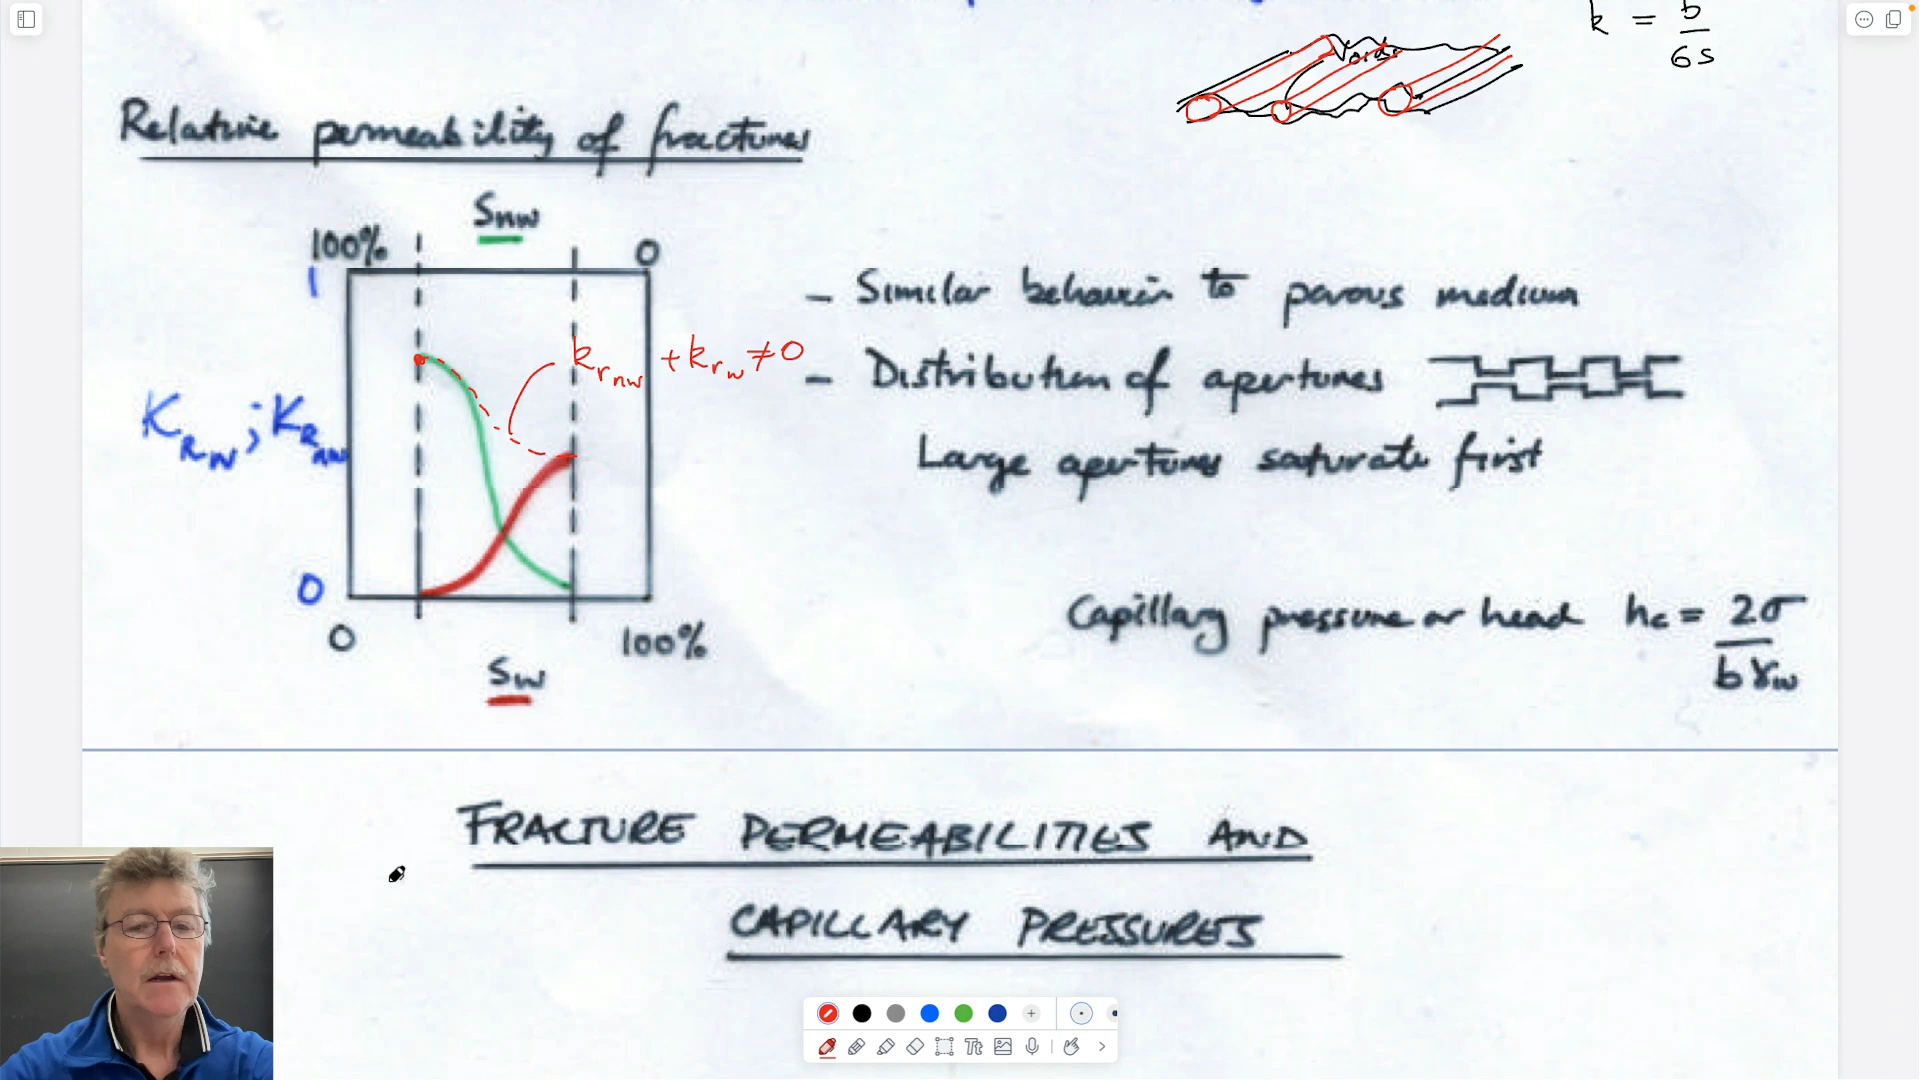 k = b
6s
Voids
Relative permeability of fractures
Snw
100% 0
1
- Similar behavior to porous medium
krnw + krw ≠ 0
- Distribution of apertures
KRW ; KRnw
Large apertures saturate first
0
Capillary pressure or head hc = 2σ
bγw
0 100%
Sw
FRACTURE PERMEABILITIES AND
CAPILLARY PRESSURES
Tt